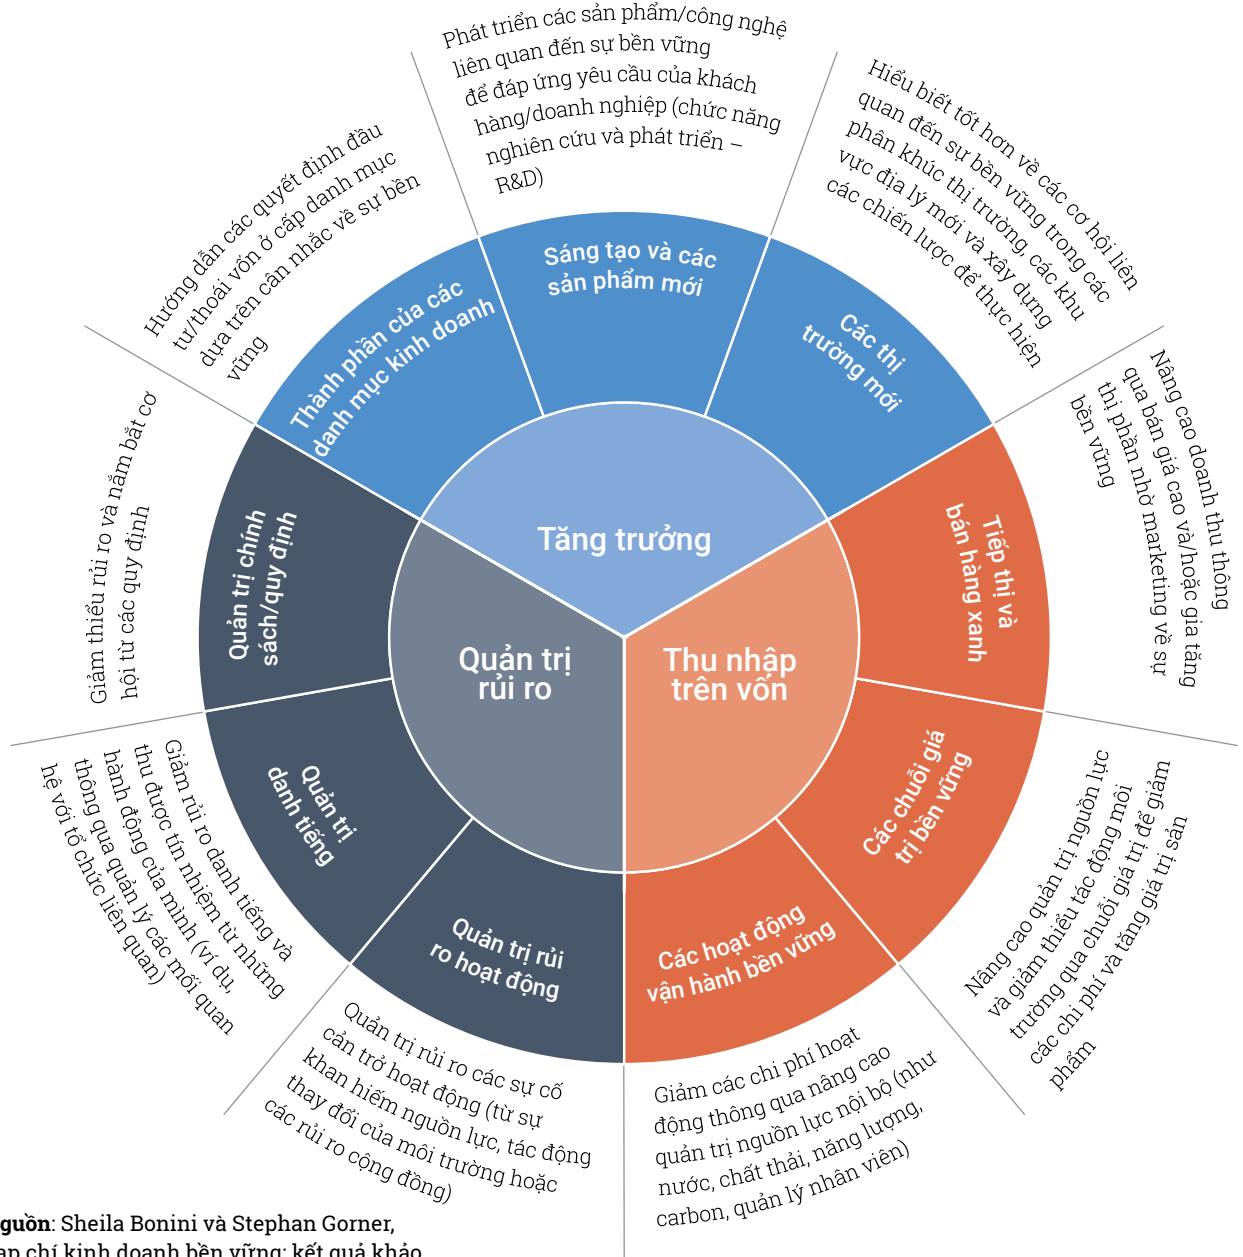 Phát triển các sản phẩm/công nghệ
liên quan đến sự bền vững
để đáp ứng yêu cầu của khách
hàng/doanh nghiệp (chức năng
nghiên cứu và phát triển –
R&D)
Hiểu biết tốt hơn về các cơ hội liên
quan đến sự bền vững trong các
phân khúc thị trường, các khu
vực địa lý mới và xây dựng
các chiến lược để thực hiện
Nâng cao doanh thu thông
qua bán giá cao và/hoặc gia tăng
thị phần nhờ marketing về sự
bền vững
Nâng cao quản trị nguồn lực
và giảm thiểu tác động môi
trường qua chuỗi giá trị để giảm
các chi phí và tăng giá trị sản
phẩm
Giảm các chi phí hoạt
động thông qua nâng cao
quản trị nguồn lực nội bộ (như
nước, chất thải, năng lượng,
carbon, quản lý nhân viên)
Quản trị rủi ro các sự cố
cản trở hoạt động (từ sự
khan hiếm nguồn lực, tác động
thay đổi của môi trường hoặc
các rủi ro cộng đồng)
Giảm rủi ro danh tiếng và
thu được tín nhiệm từ những
hành động của mình (ví dụ,
thông qua quản lý các mối quan
hệ với tổ chức liên quan)
Giảm thiểu rủi ro và nắm bắt cơ
hội từ các quy định
Hướng dẫn các quyết định đầu
tư/thoái vốn ở cấp danh mục
dựa trên cân nhắc về sự bền
vững
Sáng tạo và các
sản phẩm mới
Các thị
trường mới
Tiếp thị và
bán hàng xanh
Các chuỗi giá
trị bền vững
Các hoạt động
vận hành bền vững
Quản trị rủi
ro hoạt động
Quản trị
danh tiếng
Quản trị chính
sách/quy định
Thành phần của các
danh mục kinh doanh
Tăng trưởng
Quản trị
rủi ro
Thu nhập
trên vốn
guồn: Sheila Bonini và Stephan Gorner,
ạp chí kinh doanh bền vững: kết quả khảo